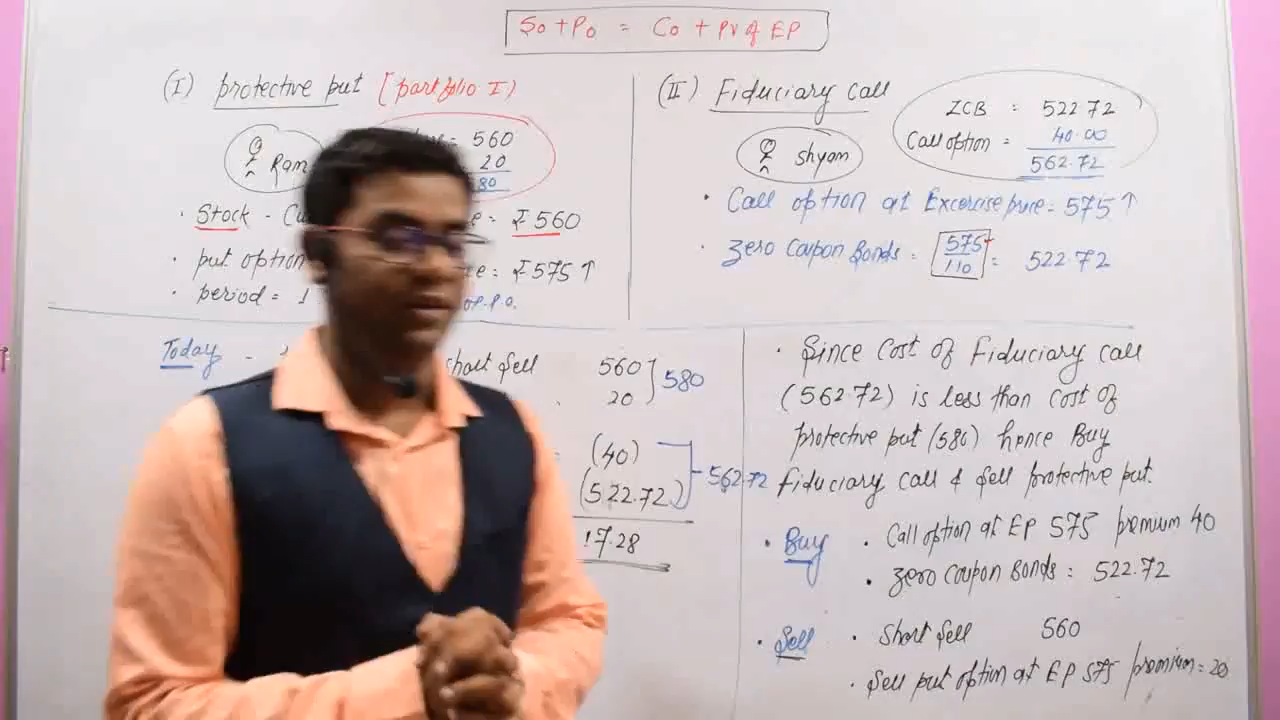 S0 + P0 = C0 + PV of EP
(I) protective put [portfolio I)
= 560
Ram 20
80
Stock - Cu = ₹ 560
put option = ₹ 575 ↑
period = 1 o.p.p.o.
(II) Fiduciary call
ZCB = 522.72
Call option = 40.00
562.72
Shyam
Call option at Excercise price = 575 ↑
Zero Coupon Bonds = 575 / 110 = 522.72
Today - short sell 560
20 580
(40)
(522.72) 562.72
17.28
Since cost of Fiduciary call
(562.72) is less than cost of
protective put (580) hence Buy
Fiduciary call & sell protective put.
Buy • Call option at EP 575 premium 40
• Zero Coupon Bonds = 522.72
Sell • Short sell 560
• Sell put option at EP 575 premium = 20